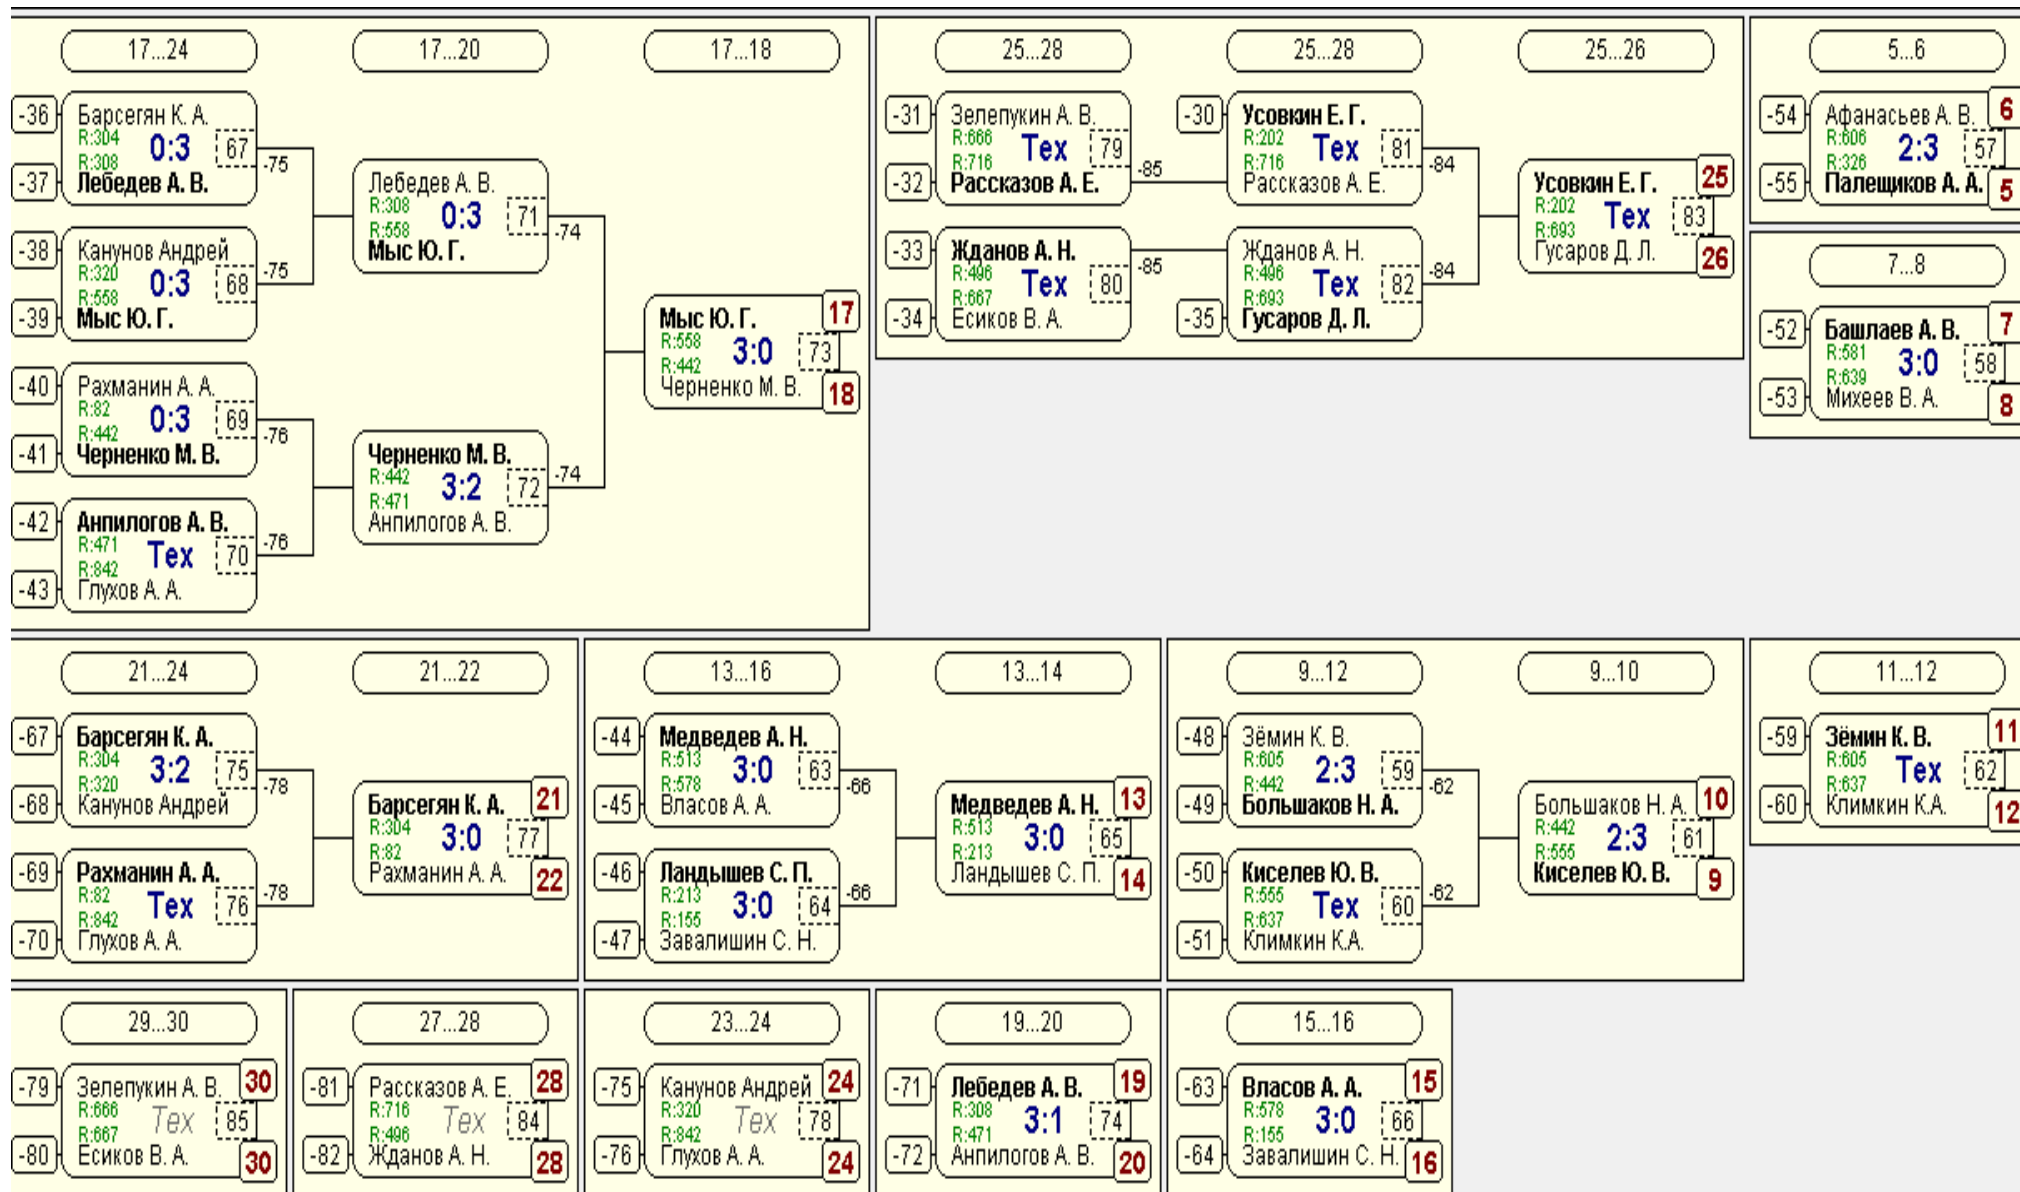 17...24
17...20
17...18
-36
Барсегян К. А.
R:304
0:3
67
R:308
-37
Лебедев А. В.
-75
-38
Канунов Андрей
R:320
0:3
68
R:558
-39
Мыс Ю. Г.
-75
-40
Рахманин А. А.
R:82
0:3
69
R:442
-41
Черненко М. В.
-76
-42
Анпилогов А. В.
R:471
Тех
70
R:842
-43
Глухов А. А.
-76
Лебедев А. В.
R:308
0:3
71
R:558
Мыс Ю. Г.
-74
Черненко М. В.
R:442
3:2
72
R:471
Анпилогов А. В.
-74
Мыс Ю. Г.
17
R:558
3:0
73
R:442
Черненко М. В.
18
25...28
25...28
25...26
-31
Зелепукин А. В.
R:666
Тех
79
R:716
-32
Рассказов А. Е.
-85
-33
Жданов А. Н.
R:496
Тех
80
R:667
-34
Есиков В. А.
-85
-30
Усовкин Е. Г.
R:202
Тех
81
R:716
Рассказов А. Е.
-84
Жданов А. Н.
R:496
Тех
82
R:693
-35
Гусаров Д. Л.
-84
Усовкин Е. Г.
25
R:202
Тех
83
R:693
Гусаров Д. Л.
26
5...6
-54
Афанасьев А. В.
6
R:606
2:3
57
R:326
-55
Палещиков А. А.
5
7...8
-52
Башлаев А. В.
7
R:581
3:0
58
R:639
-53
Михеев В. А.
8
21...24
21...22
-67
Барсегян К. А.
R:304
3:2
75
R:320
-68
Канунов Андрей
-78
-69
Рахманин А. А.
R:82
Тех
76
R:842
-70
Глухов А. А.
-78
Барсегян К. А.
21
R:304
3:0
77
R:82
Рахманин А. А.
22
13...16
13...14
-44
Медведев А. Н.
R:513
3:0
63
R:578
-45
Власов А. А.
-66
-46
Ландышев С. П.
R:213
3:0
64
R:155
-47
Завалишин С. Н.
-66
Медведев А. Н.
13
R:513
3:0
65
R:213
Ландышев С. П.
14
9...12
9...10
-48
Зёмин К. В.
R:605
2:3
59
R:442
-49
Большаков Н. А.
-62
-50
Киселев Ю. В.
R:555
Тех
60
R:637
-51
Климкин К.А.
-62
Большаков Н. А.
10
R:442
2:3
61
R:555
Киселев Ю. В.
9
11...12
-59
Зёмин К. В.
11
R:605
Тех
62
R:637
-60
Климкин К.А.
12
29...30
-79
Зелепукин А. В.
30
R:666
Тех
85
R:667
-80
Есиков В. А.
30
27...28
-81
Рассказов А. Е.
28
R:716
Тех
84
R:496
-82
Жданов А. Н.
28
23...24
-75
Канунов Андрей
24
R:320
Тех
78
R:842
-76
Глухов А. А.
24
19...20
-71
Лебедев А. В.
19
R:308
3:1
74
R:471
-72
Анпилогов А. В.
20
15...16
-63
Власов А. А.
15
R:578
3:0
66
R:155
-64
Завалишин С. Н.
16